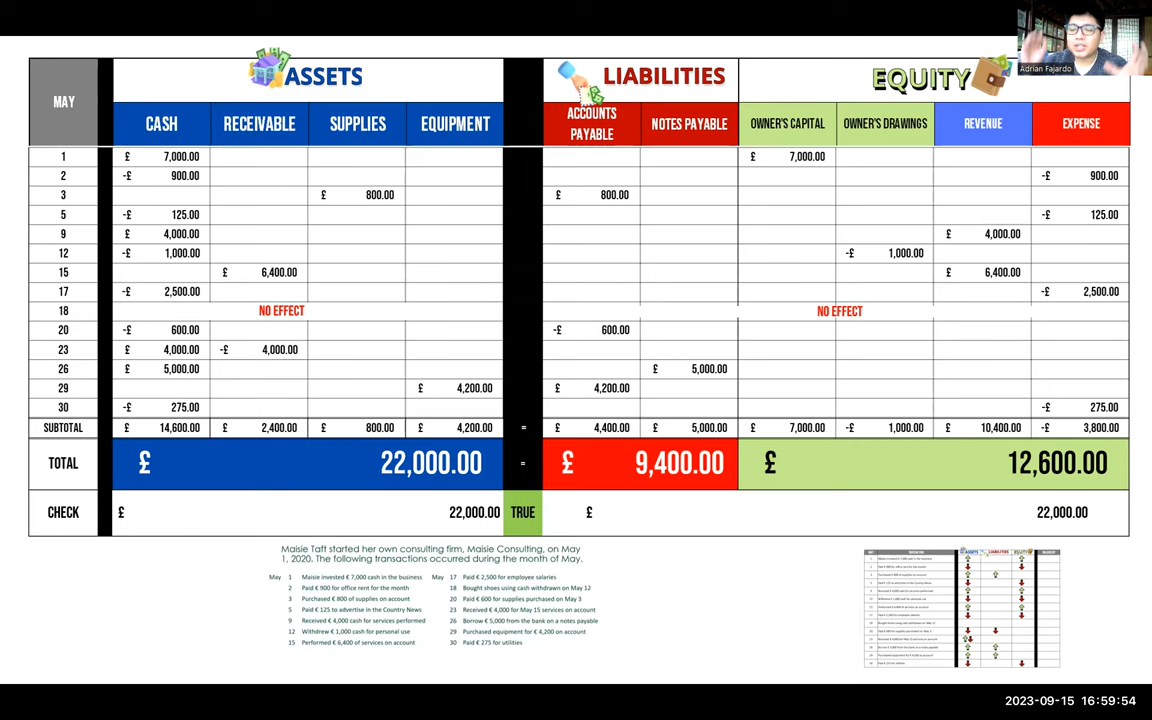 Adrian Fajardo
ASSETS LIABILITIES EQUITY
MAY
CASH RECEIVABLE SUPPLIES EQUIPMENT ACCOUNTS PAYABLE NOTES PAYABLE OWNER'S CAPITAL OWNER'S DRAWINGS REVENUE EXPENSE
1 £ 7,000.00 £ 7,000.00
2 -£ 900.00 -£ 900.00
3 £ 800.00 £ 800.00
5 -£ 125.00 -£ 125.00
9 £ 4,000.00 £ 4,000.00
12 -£ 1,000.00 -£ 1,000.00
15 £ 6,400.00 £ 6,400.00
17 -£ 2,500.00 -£ 2,500.00
18 NO EFFECT NO EFFECT
20 -£ 600.00 -£ 600.00
23 £ 4,000.00 -£ 4,000.00
26 £ 5,000.00 £ 5,000.00
29 £ 4,200.00 £ 4,200.00
30 -£ 275.00 -£ 275.00
SUBTOTAL £ 14,600.00 £ 2,400.00 £ 800.00 £ 4,200.00 = £ 4,400.00 £ 5,000.00 £ 7,000.00 -£ 1,000.00 £ 10,400.00 -£ 3,800.00
TOTAL £ 22,000.00 = £ 9,400.00 £ 12,600.00
CHECK £ 22,000.00 TRUE £ 22,000.00
Maisie Taft started her own consulting firm, Maisie Consulting, on May
1, 2020. The following transactions occurred during the month of May.
May 1 Maisie invested € 7,000 cash in the business
2 Paid € 900 for office rent for the month
3 Purchased € 800 of supplies on account
5 Paid € 125 to advertise in the Country News
9 Received € 4,000 cash for services performed
12 Withdrew € 1,000 cash for personal use
15 Performed € 6,400 of services on account
May 17 Paid € 2,500 for employee salaries
18 Bought shoes using cash withdrawn on May 12
20 Paid € 600 for supplies purchased on May 3
23 Received € 4,000 for May 15 services on account
26 Borrow € 5,000 from the bank on a notes payable
29 Purchased equipment for € 4,200 on account
30 Paid € 275 for utilities
ASSETS LIABILITIES EQUITY
2023-09-15 16:59:54